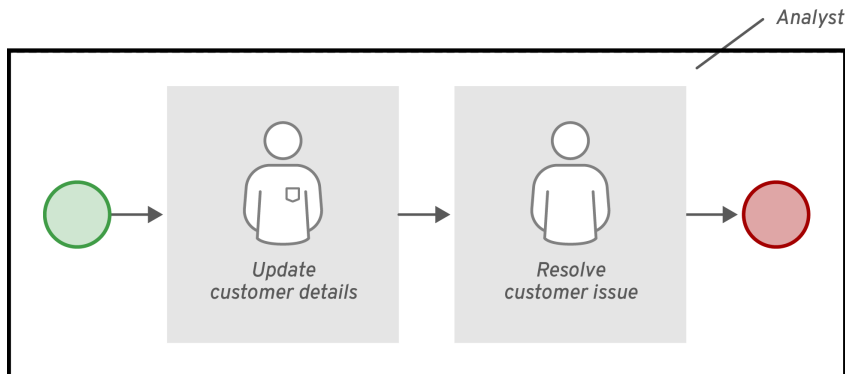 Analyst
Update
customer details
Resolve
customer issue